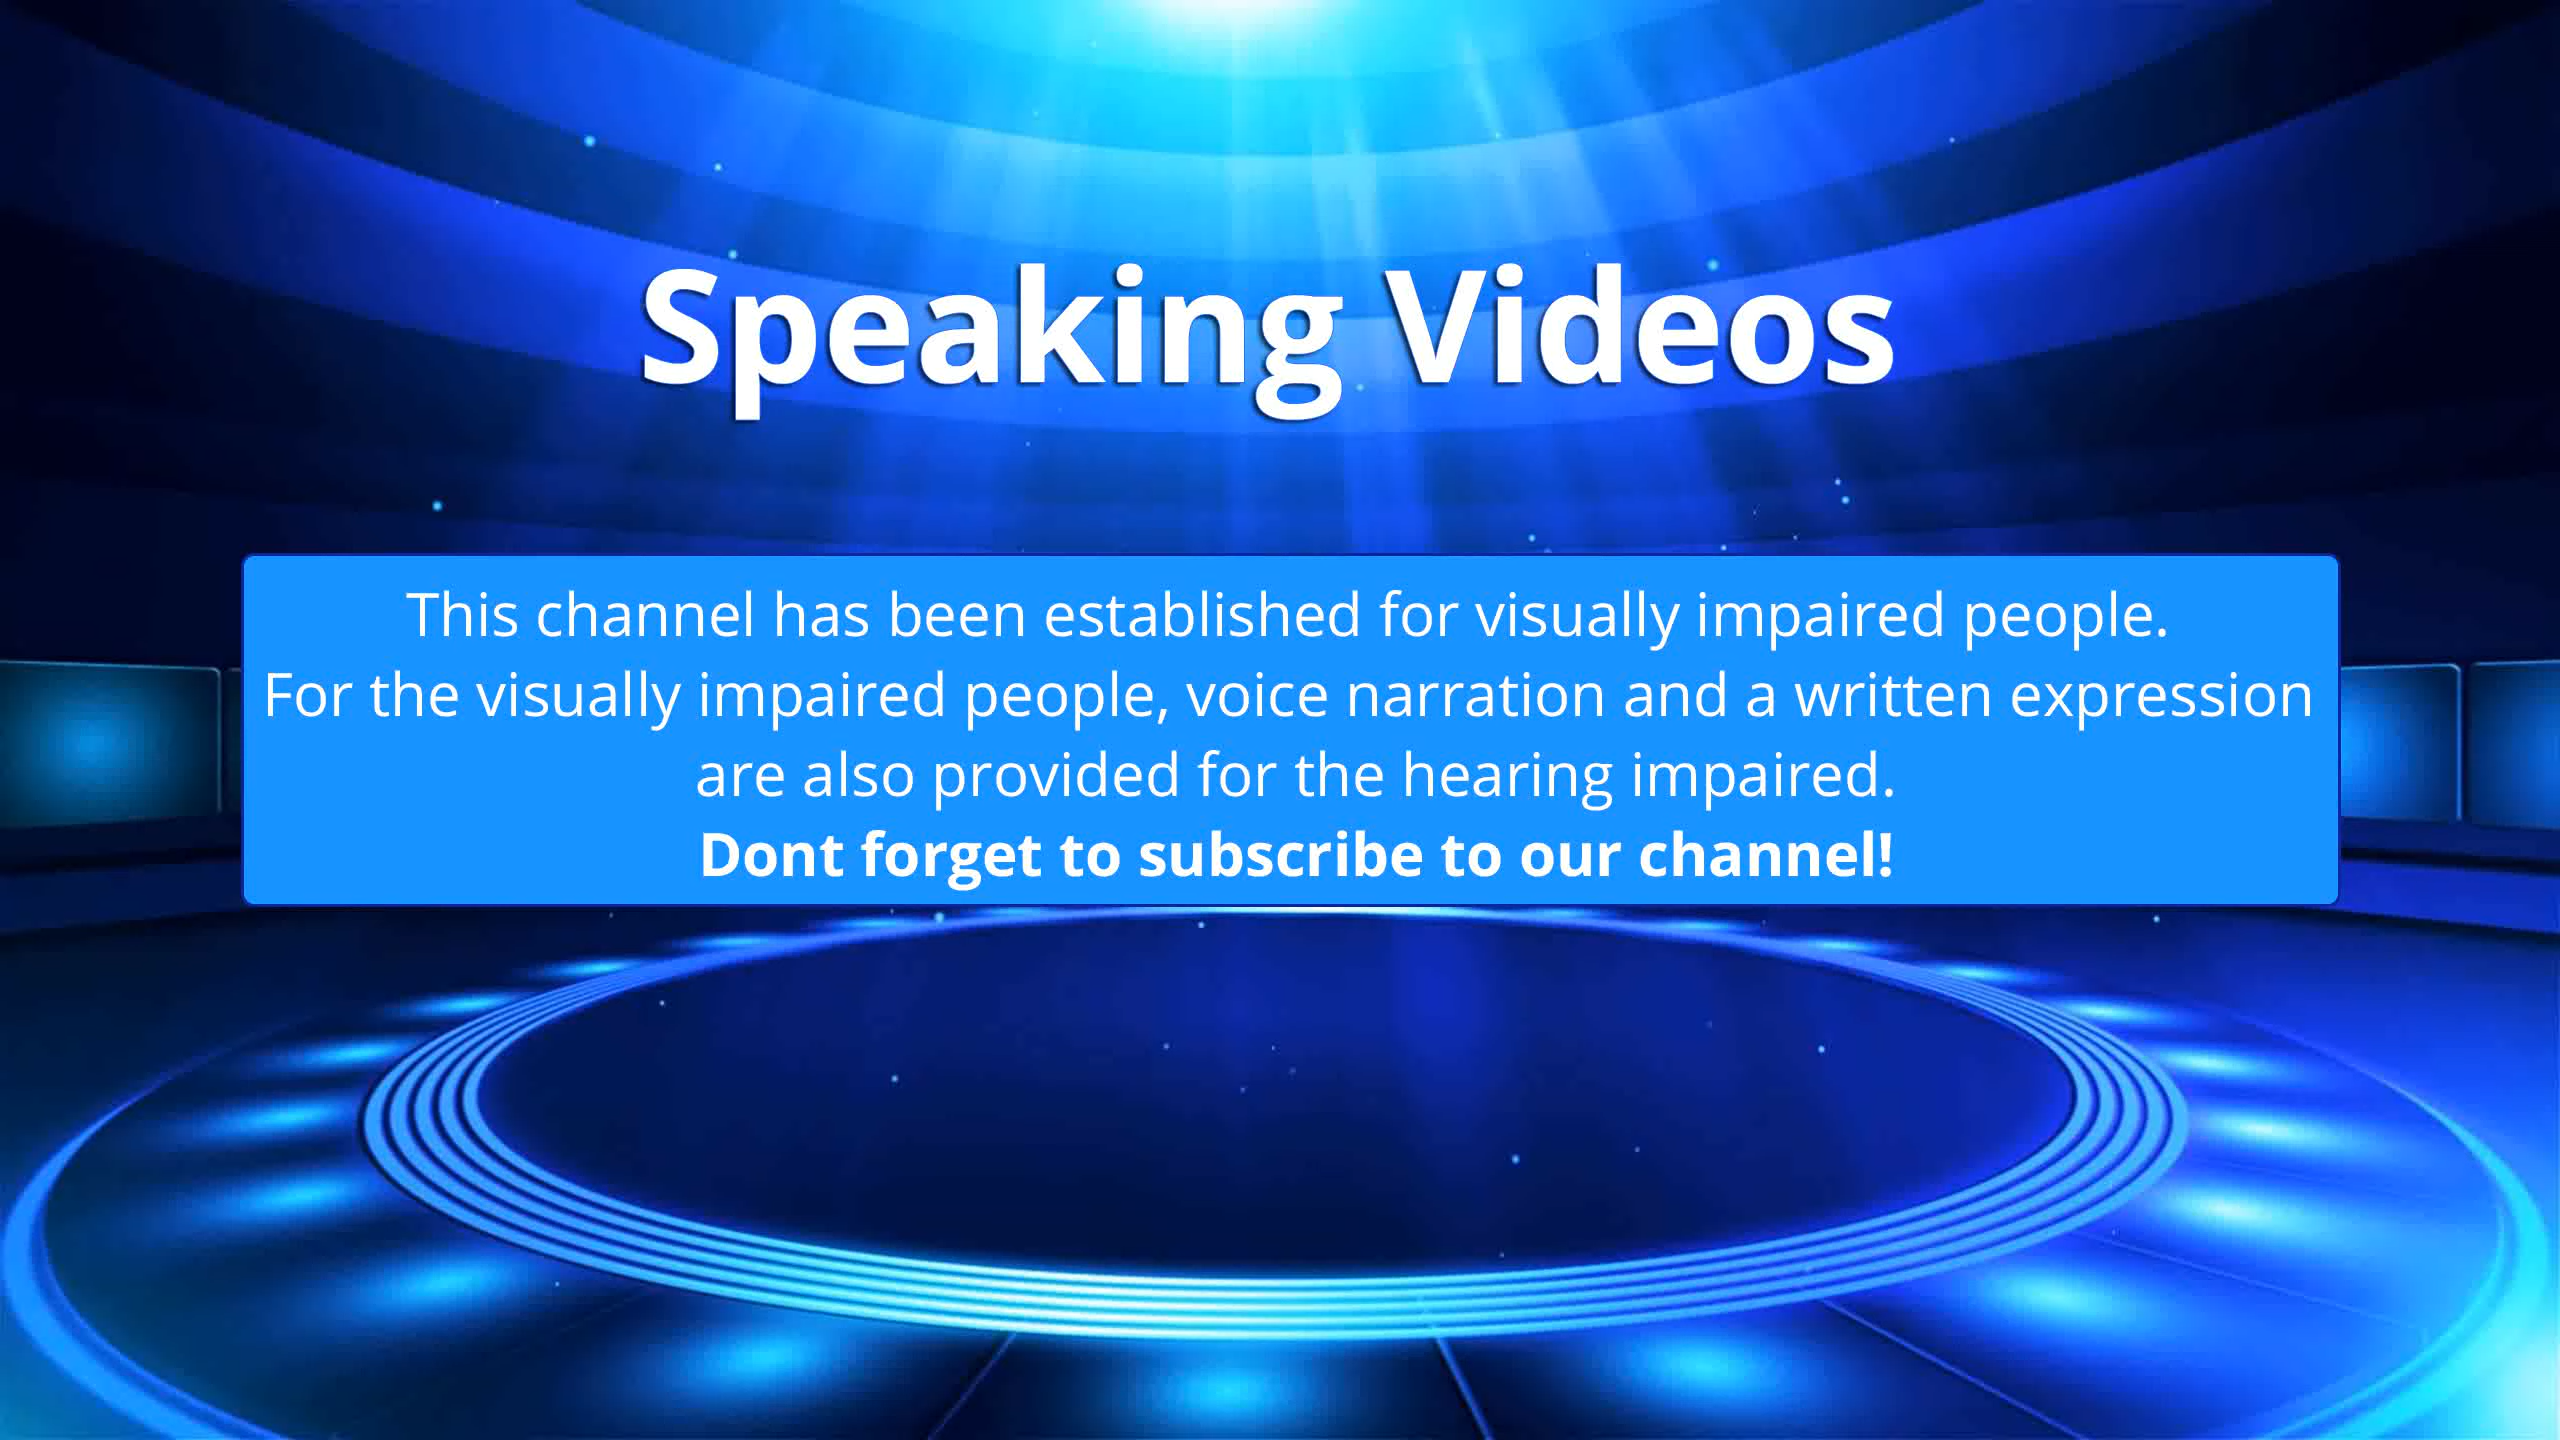 Speaking Videos
This channel has been established for visually impaired people.
For the visually impaired people, voice narration and a written expression
are also provided for the hearing impaired.
Dont forget to subscribe to our channel!